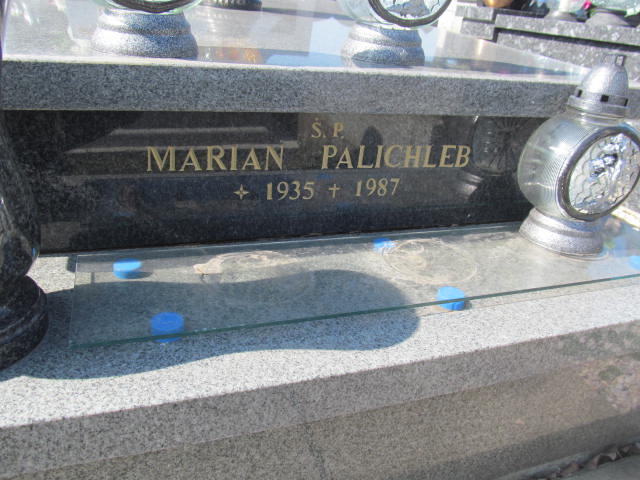 Ś. P.
MARIAN PALICHLEB
✧ 1935 ✝ 1987